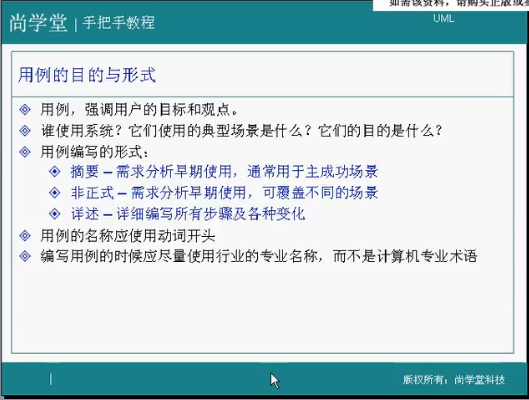 如需该资料，请购买正版或
尚学堂 | 手把手教程
UML
用例的目的与形式
用例，强调用户的目标和观点。
谁使用系统？它们使用的典型场景是什么？它们的目的是什么？
用例编写的形式：
摘要 — 需求分析早期使用，通常用于主成功场景
非正式 — 需求分析早期使用，可覆盖不同的场景
详述 — 详细编写所有步骤及各种变化
用例的名称应使用动词开头
编写用例的时候应尽量使用行业的专业名称，而不是计算机专业术语
版权所有：尚学堂科技